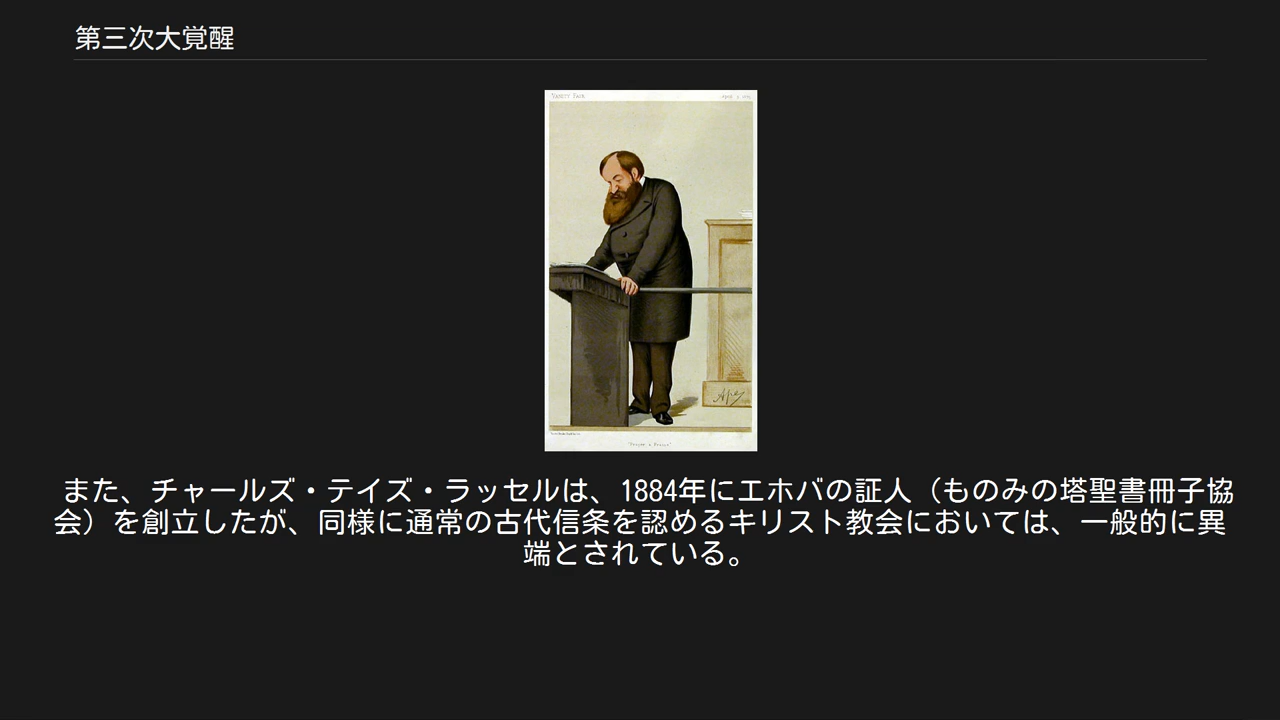 第三次大覚醒
VANITY FAIR
Ape
また、チャールズ・テイズ・ラッセルは、1884年にエホバの証人（ものみの塔聖書冊子協
会）を創立したが、同様に通常の古代信条を認めるキリスト教会においては、一般的に異
端とされている。